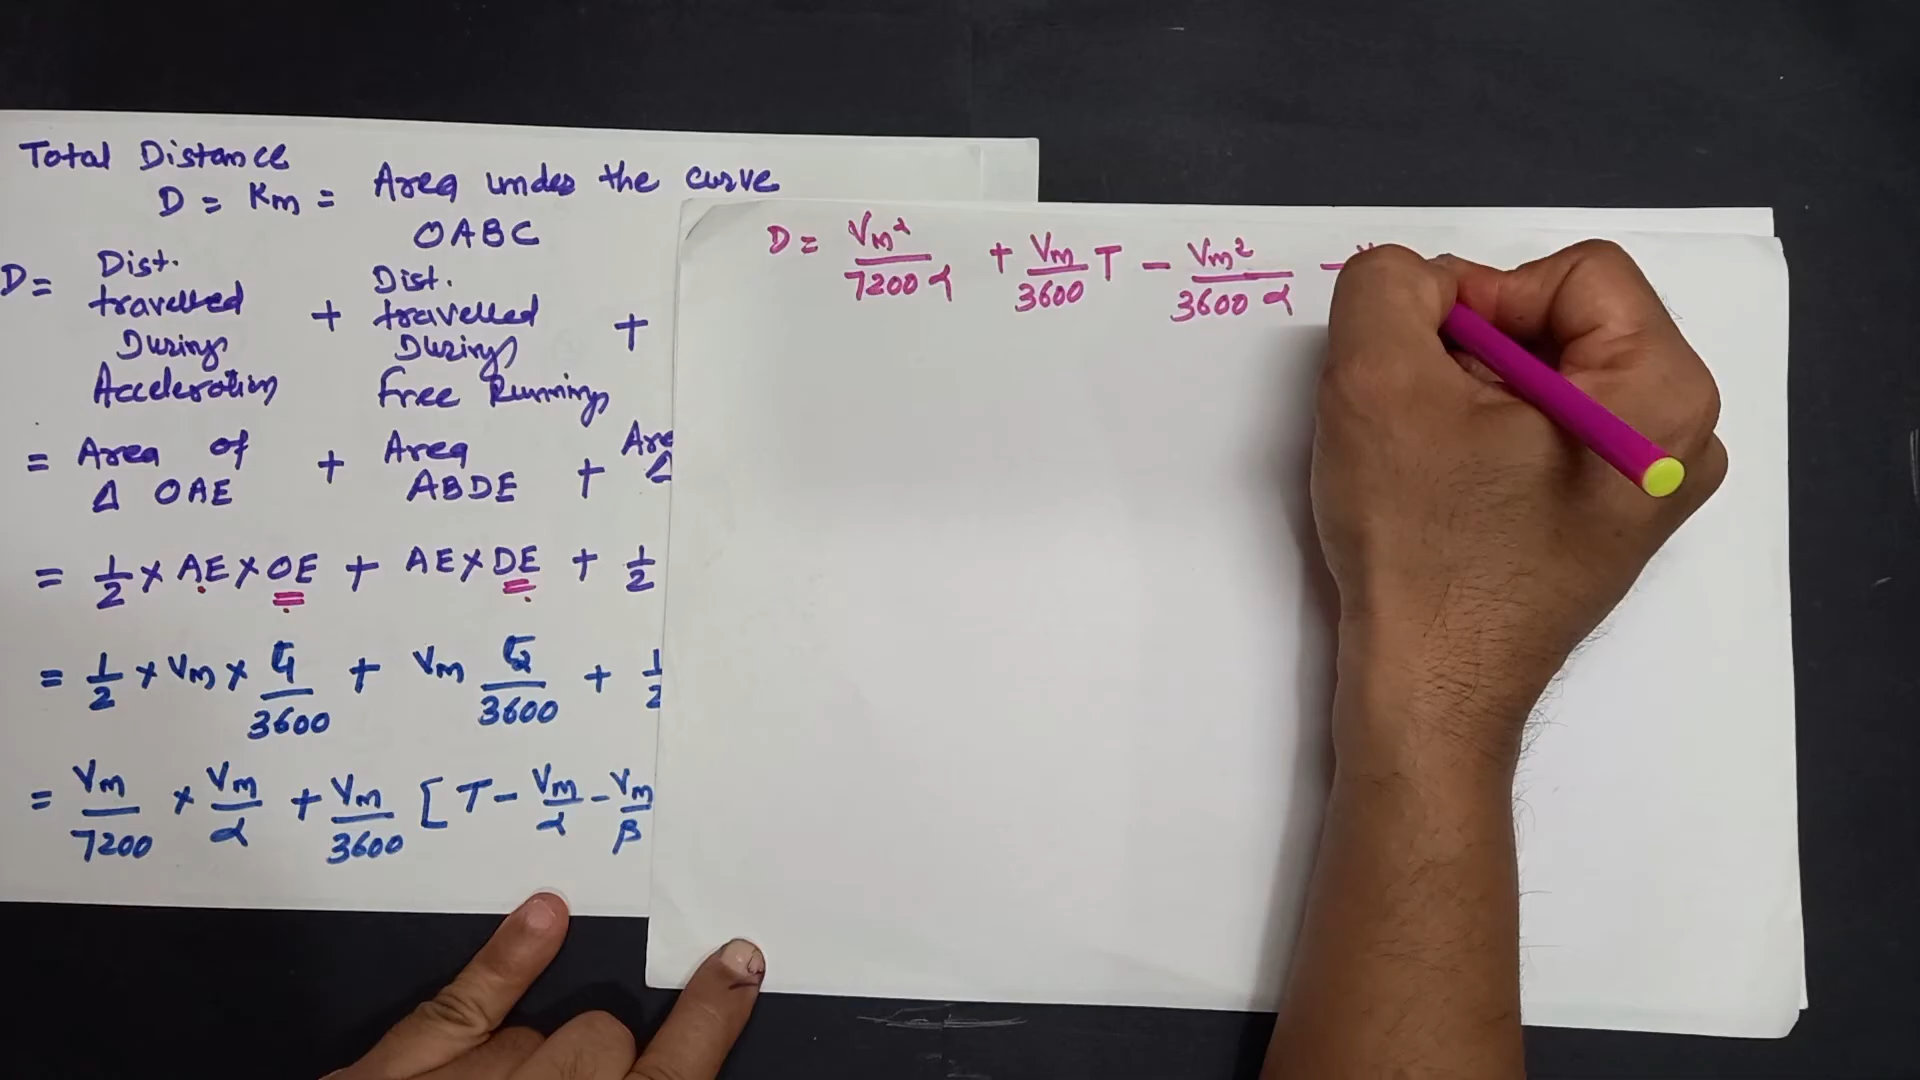 Total Distance
D = Km = Area under the curve
OABC
D = Dist. travelled During Acceleration + Dist. travelled During Free Running +
= Area of Δ OAE + Area ABDE + Δ
= 1/2 × AE × OE + AE × DE + 1/2
= 1/2 × Vm × t1/3600 + Vm t2/3600 + 1/2
= Vm/7200 × Vm/α + Vm/3600 [ T - Vm/α - Vm/β
D = Vm²/7200 α + Vm/3600 T - Vm²/3600 α -